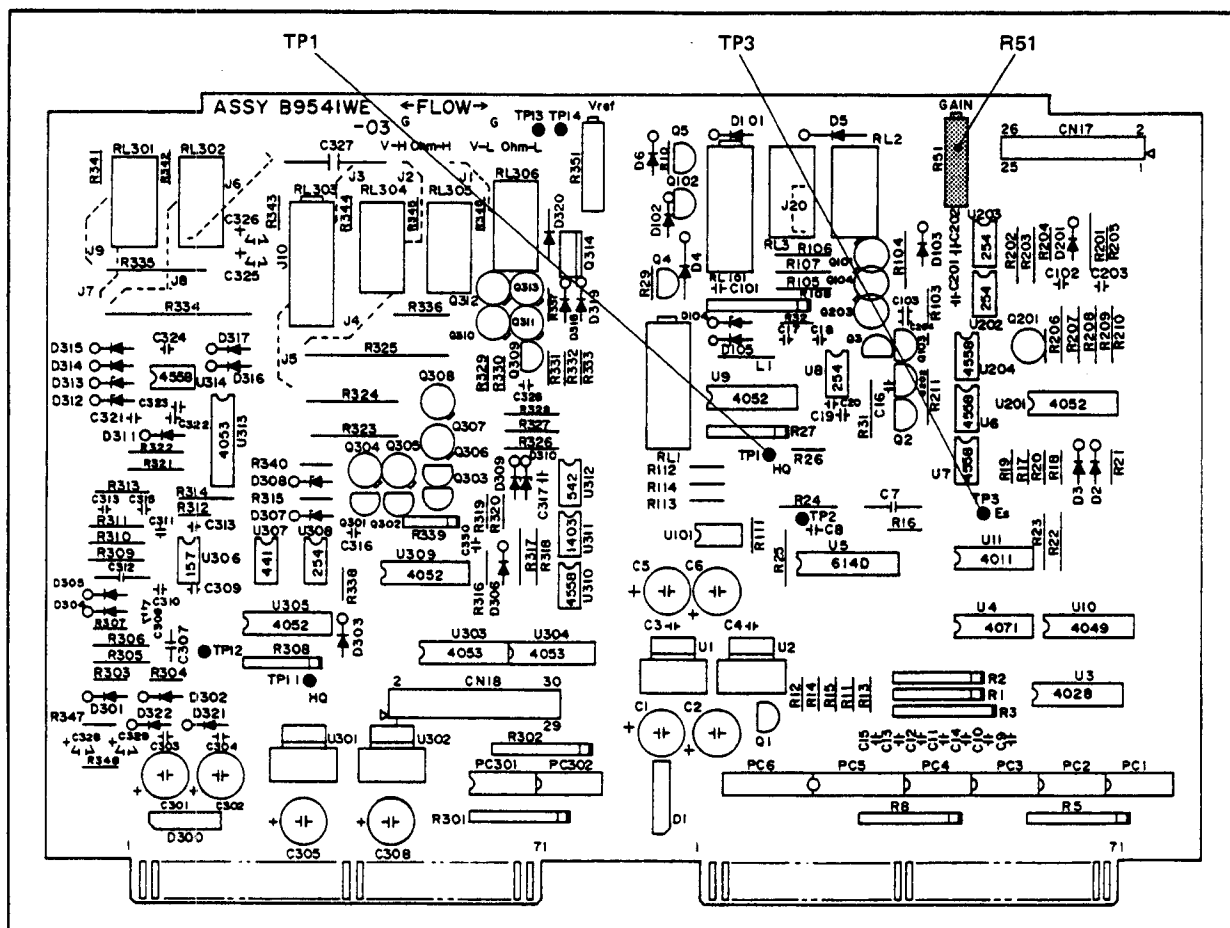 TP1 TP3 R51
ASSY B9541WE ←FLOW→
-03 G G TP13 TP14 Vref
V-H Ohm-H V-L Ohm-L
GAIN
26 CN17 2
25 1
R341 RL301 R342 RL302 J6 C327 J3 J2 J1 RL306 R351
R343 RL303 R344 RL304 R345 RL305 R346 D320 Q314
C326 C325 J10 J9 R335 J8 J7 R334 J4 J5 R336 R325
D6 R10 Q5 D101 D5 RL2 R51
Q102 D102 Q4 D4 R29 RL3 J20 RL101 C101
R106 R107 R105 R108 Q101 Q104 Q203 R104 D103
C202 U203 254 C201 254 U202 R103
R202 R203 R204 D201 R201 R205 C102 C203
Q201 R206 R207 R208 R209 R210
Q312 Q313 Q310 Q311 Q309 R337 D318 D319
R329 R330 R331 R332 R333 C328
D104 D105 R32 C17 C18 L1 C103 Q3 Q103
D315 D314 D313 D312 C324 4558 U314 D317 D316
C321 C323 C322 D311 R322 R321 4053 U313
R324 R323 Q308 Q307 Q306 R328 R327 R326
Q304 Q305 Q303 D309 D310 C317 542 U312
U9 4052 R27 RL1 TP1 HQ R26
U8 254 C20 C19 C16 R31 Q202 R211 Q2
4558 U204 4558 U6 4558 U7 U201 4052
R19 R17 R20 R18 D3 D2 R21
TP3 Es
R340 D308 R315 D307
R313 R314 R312 C313 C315 R311 C311 C313 R310 R309 C312
R112 R114 R113 R24 TP2 C8 C7 R16
Q301 Q302 C316 R339 C330 R319 R320
157 U306 441 U307 254 U308 U309 4052
R317 R318 1403 U311 4558 U310
R316 D306 R338
U101 R11 R25 U5 6140 U11 4011 R23 R22
D305 D304 R307 C310 C308 C309 U305 4052 D303
C5 C6 C3 C4 U1 U2
U4 4071 U10 4049
R306 R305 C307 TP12 R308 TP11 HQ
U303 4053 U304 4053
R303 R304 D301 D302
2 CN18 30
29
R12 R14 R15 R11 R13 R2 R1 R3 U3 4028
R347 D322 D321 C328 C329 C303 C304 R348
U301 U302 R302
C1 C2 Q1 C15 C13 C12 C11 C14 C10 C9
C301 C302 D300 C305 C308
PC301 PC302 R301
PC6 PC5 PC4 PC3 PC2 PC1
D1 R8 R5
1 71 1 71